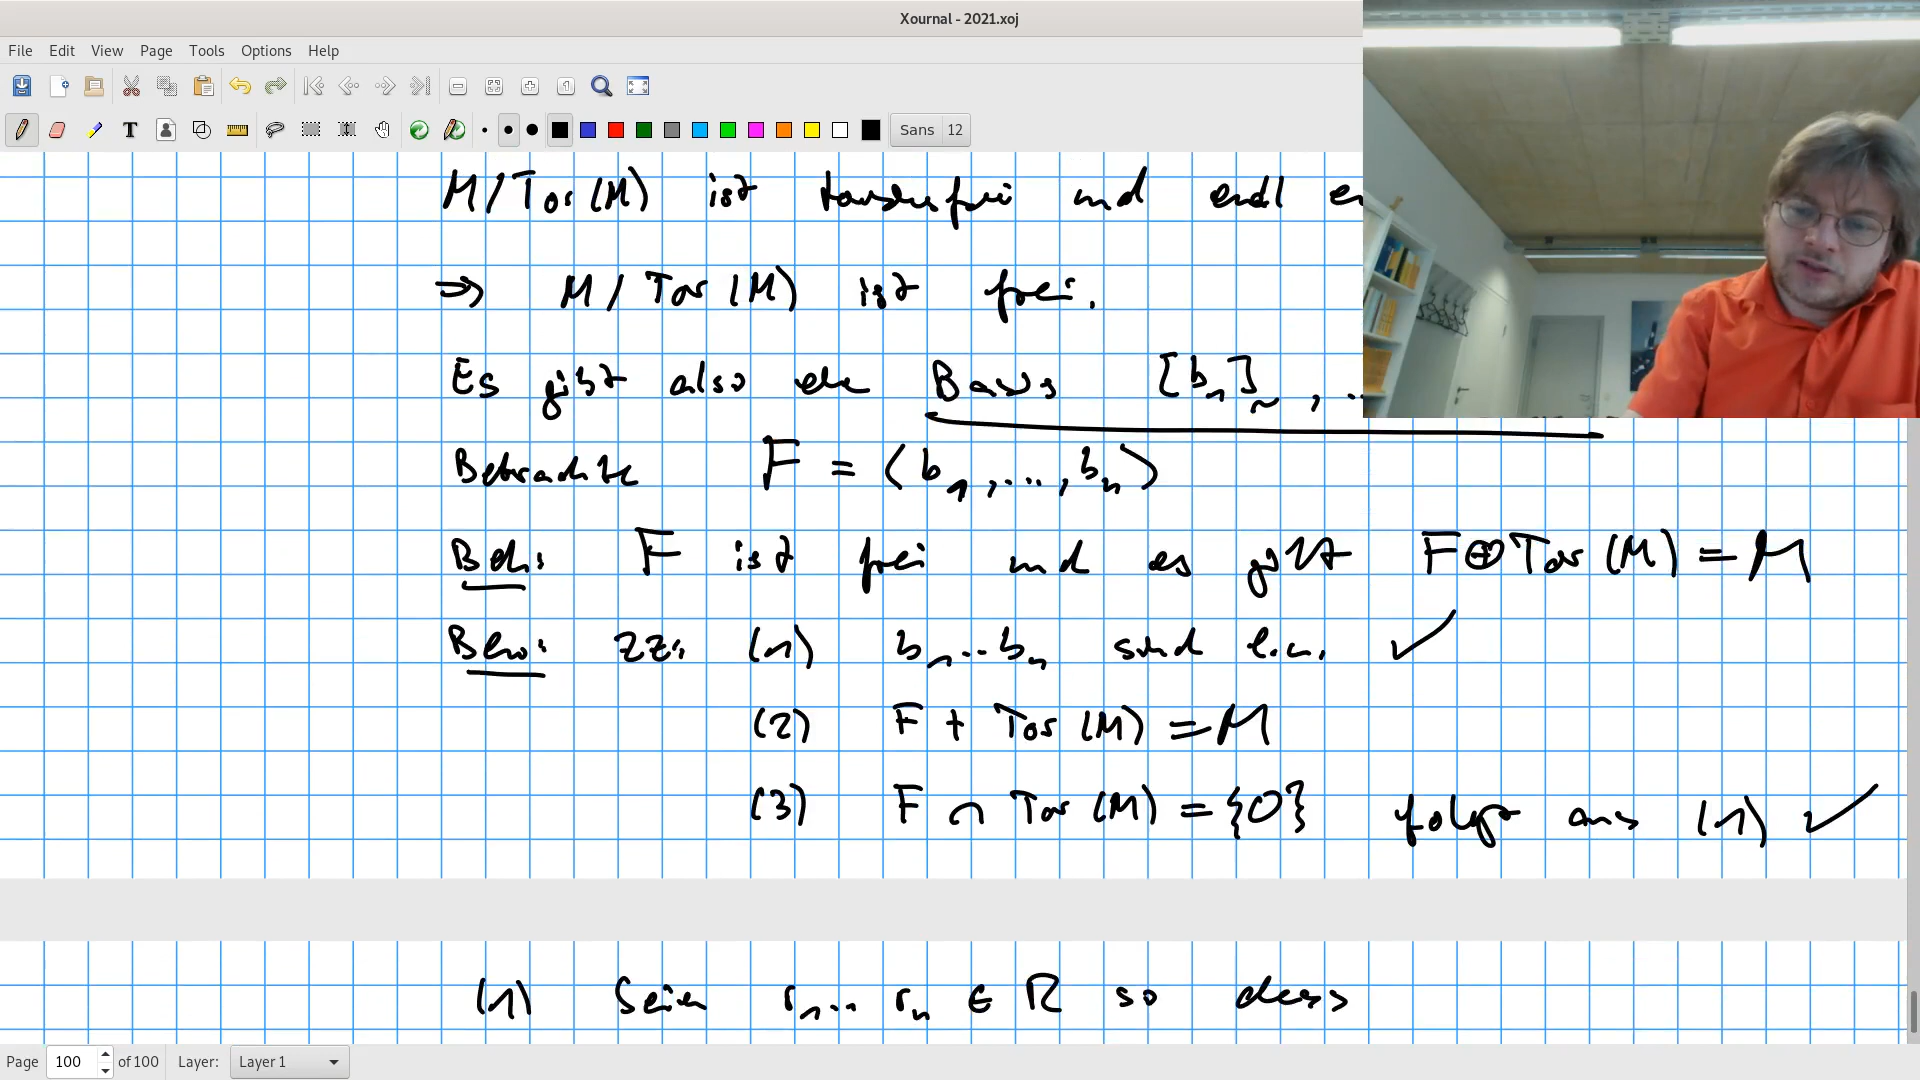 Xournal - 2021.xoj
File Edit View Page Tools Options Help
Sans 12
M/Tor(M) ist torsionsfrei und endl
⇒ M/Tor(M) ist frei.
Es gibt also eine Basis [b₁]~, ..
Betrachte F = ⟨b₁,...,bₙ⟩
Beh: F ist frei und es gilt F⊕Tor(M) = M
Bew: ZZ: (1) b₁...bₙ sind l.u. ✓
(2) F + Tor(M) = M
(3) F ∩ Tor(M) = {0} folgt aus (1) ✓
(1) Seien r₁... rₙ ∈ R so dass
Page 100 of 100 Layer: Layer 1